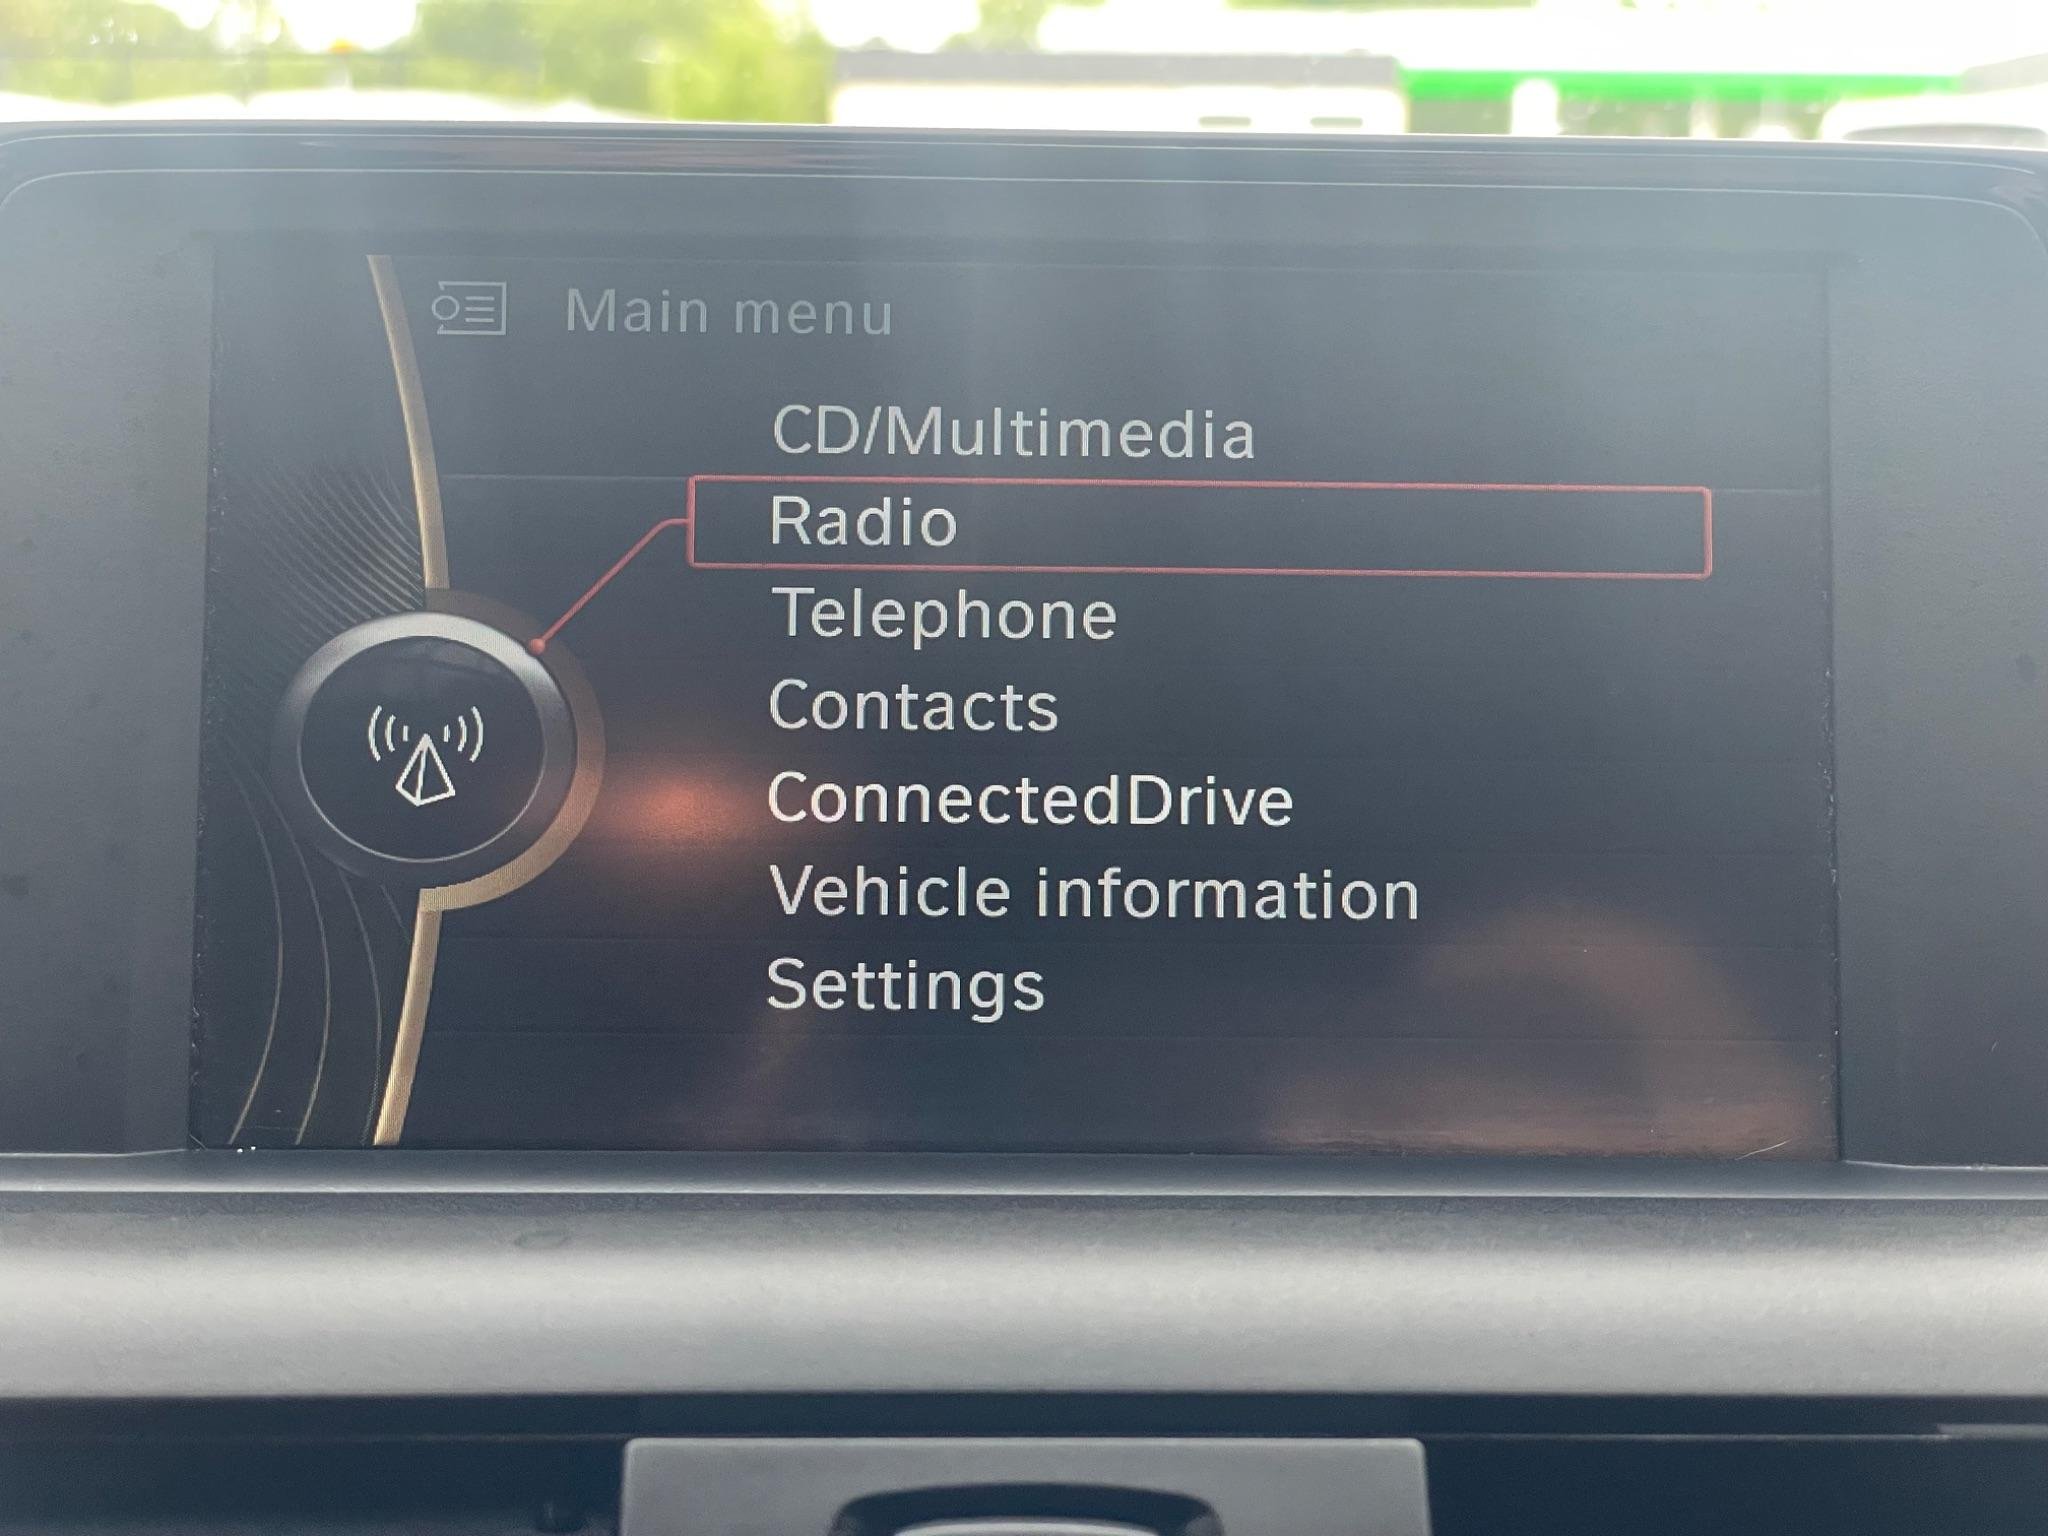 Main menu
CD/Multimedia
Radio
Telephone
Contacts
ConnectedDrive
Vehicle information
Settings